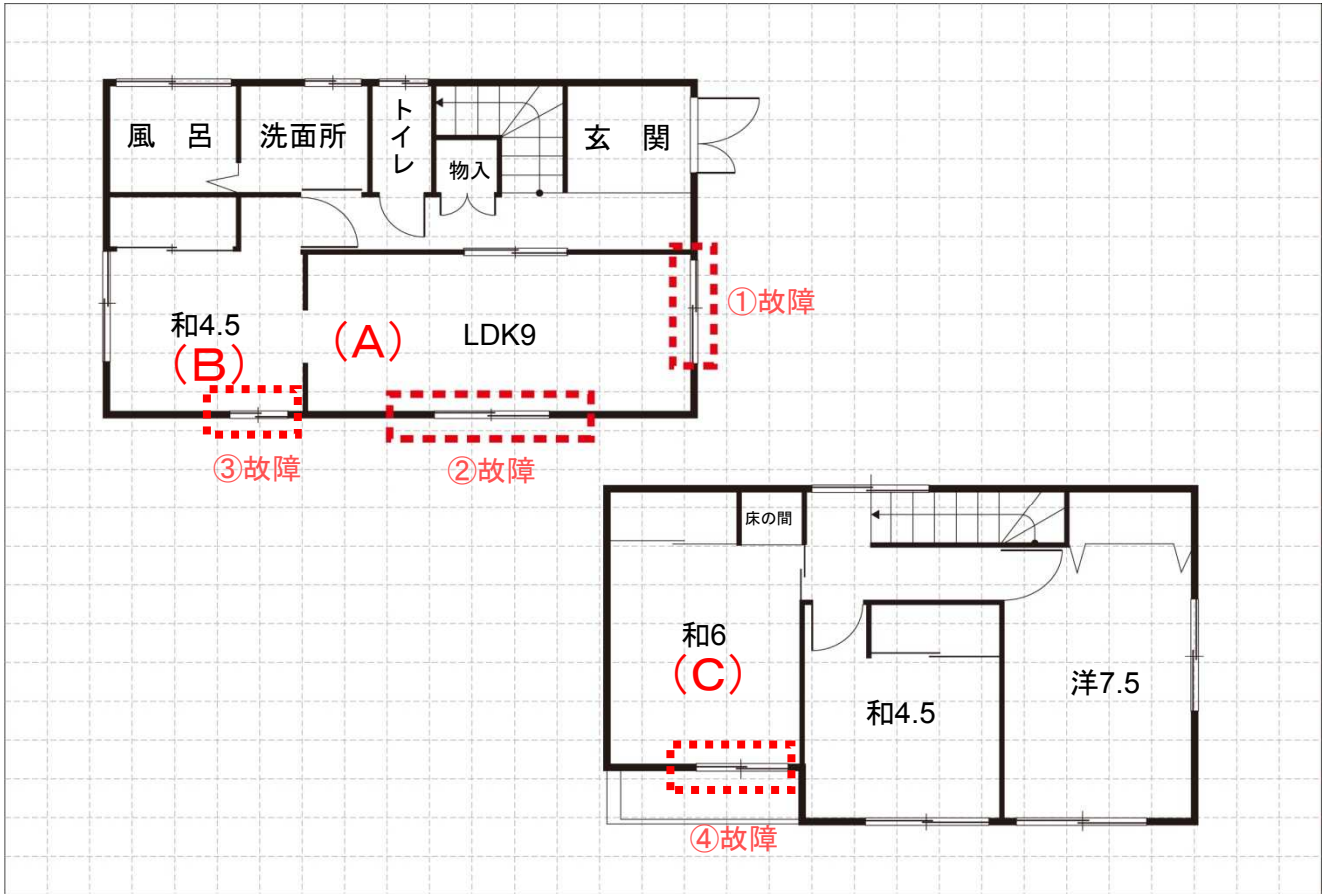 風　呂
洗面所
トイレ
物入
玄　関
和4.5
(B)
(A)
LDK9
①故障
②故障
③故障
床の間
和6
(C)
和4.5
洋7.5
④故障